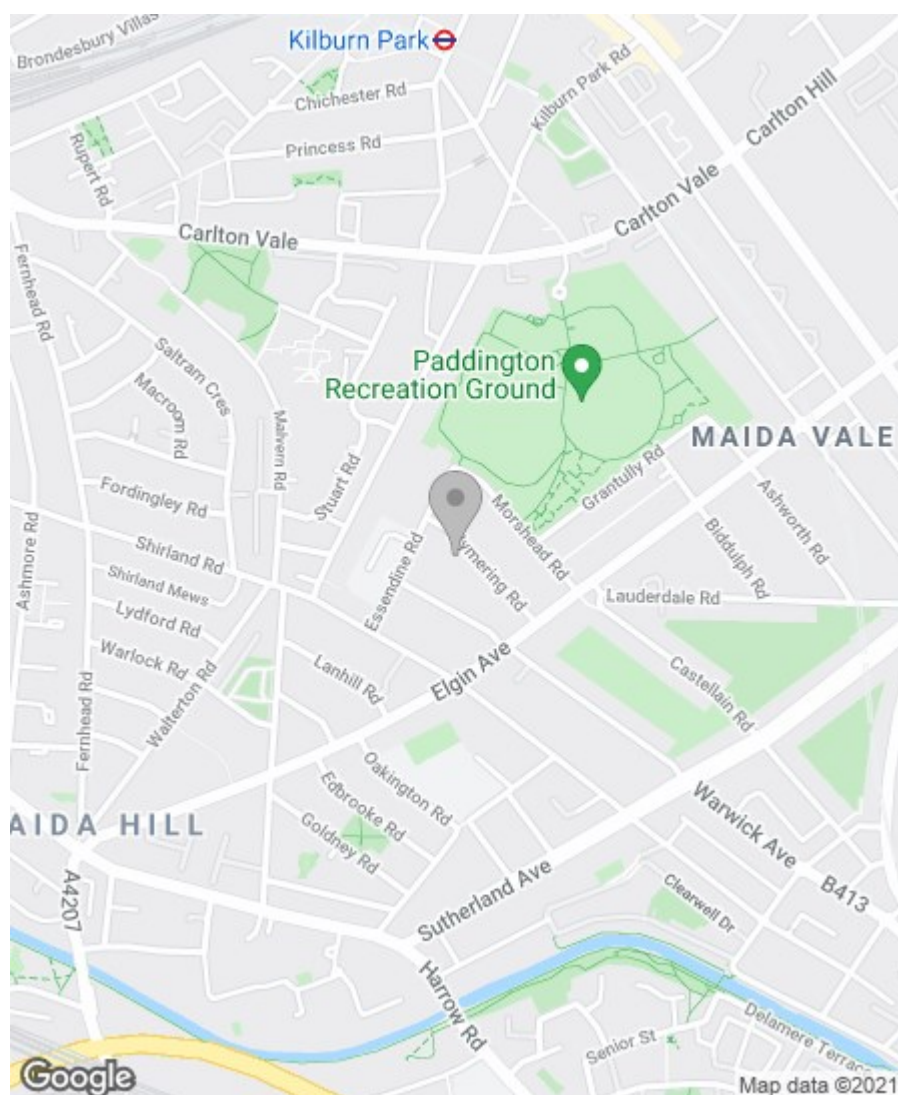 Brondesbury Villas
Kilburn Park
Chichester Rd
Kilburn Park Rd
Carlton Hill
Princess Rd
Rupert Rd
Carlton Vale
Carlton Vale
Fernhead Rd
Saltram Cres
Paddington
Recreation Ground
Macroom Rd
Malvern Rd
MAIDA VALE
Grantully Rd
Stuart Rd
Fordingley Rd
Morshead Rd
Ashworth Rd
Ashmore Rd
Shirland Rd
Essendine Rd
ymering Rd
Biddulph Rd
Shirland Mews
Lauderdale Rd
Lydford Rd
Warlock Rd
Walterton Rd
Lanhill Rd
Elgin Ave
Castellain Rd
Fernhead Rd
Oakington Rd
Edbrooke Rd
Goldney Rd
AIDA HILL
Warwick Ave
B413
A4207
Sutherland Ave
Clearwell Dr
Harrow Rd
Senior St
Delamere Terrace
Google
Map data ©2021